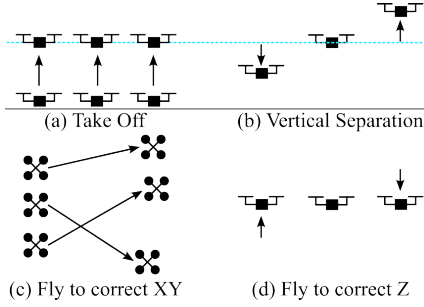 (a) Take Off
(b) Vertical Separation
(c) Fly to correct XY
(d) Fly to correct Z